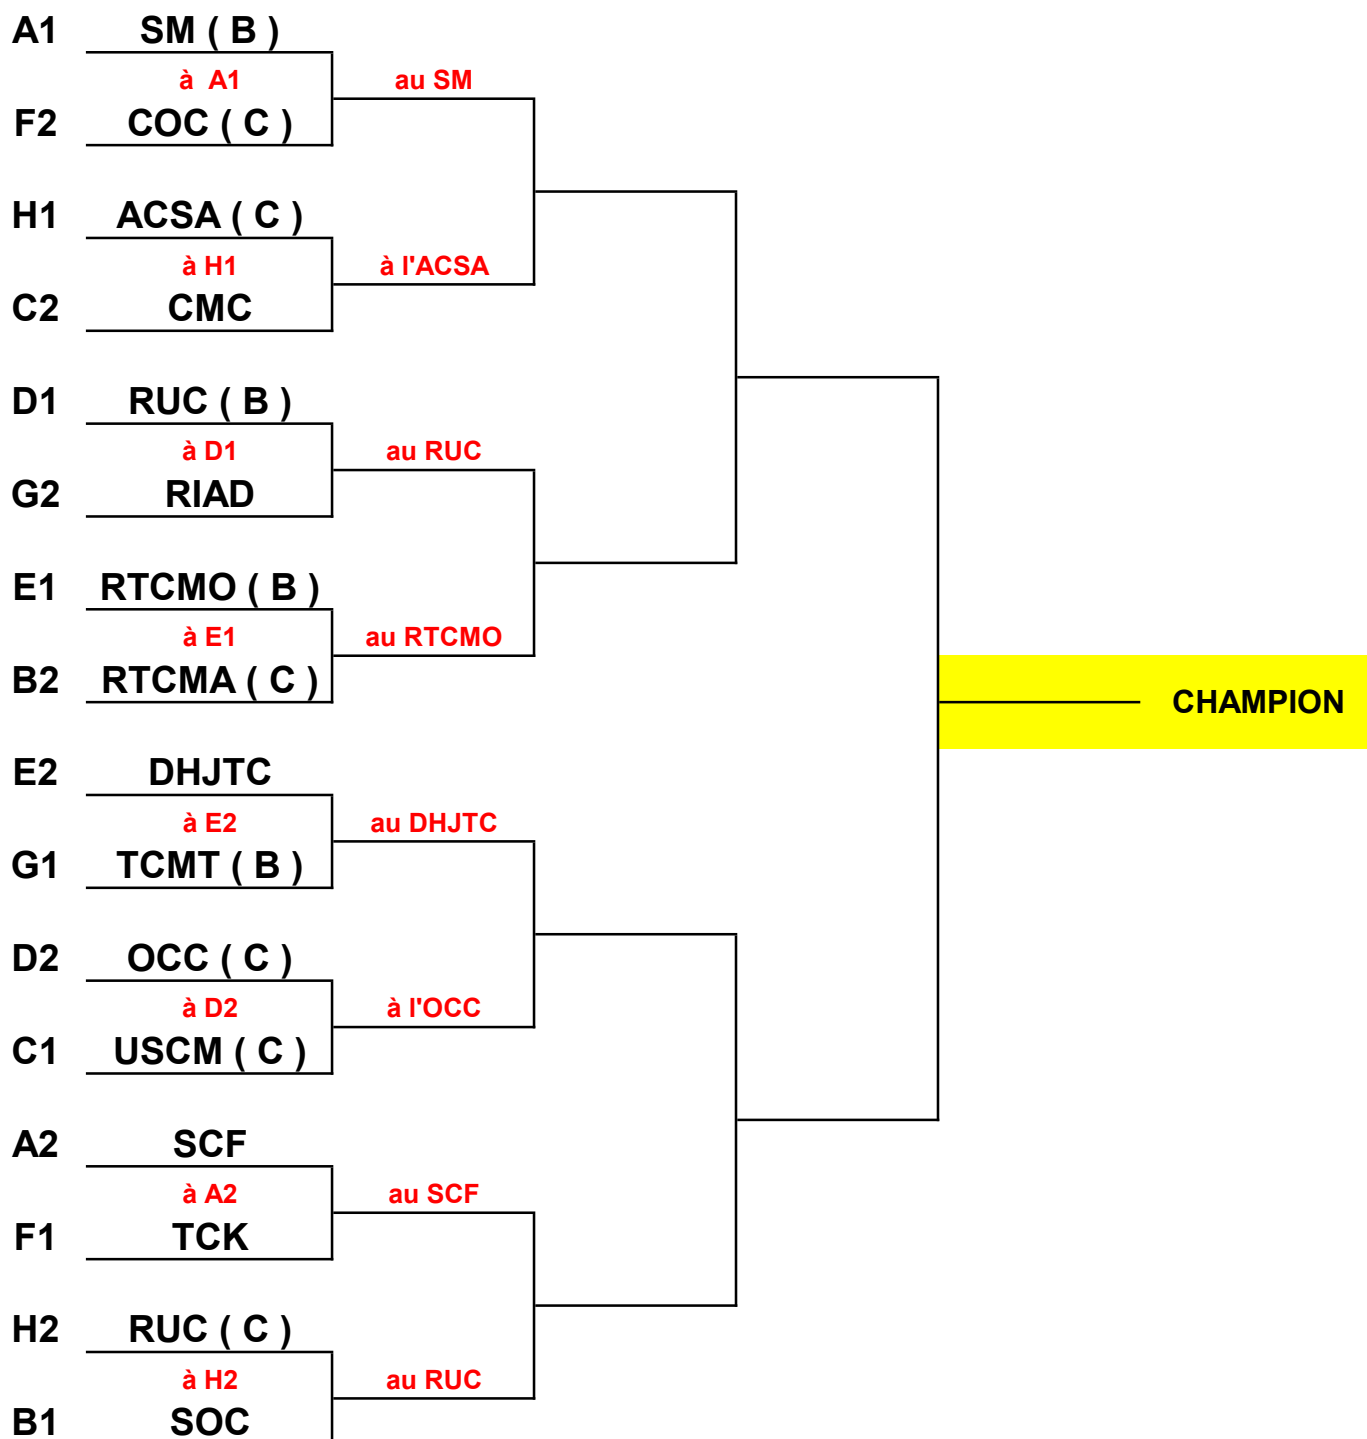 A1 SM ( B )
à A1 au SM
F2 COC ( C )
H1 ACSA ( C )
à H1 à l'ACSA
C2 CMC
D1 RUC ( B )
à D1 au RUC
G2 RIAD
E1 RTCMO ( B )
à E1 au RTCMO
B2 RTCMA ( C )
CHAMPION
E2 DHJTC
à E2 au DHJTC
G1 TCMT ( B )
D2 OCC ( C )
à D2 à l'OCC
C1 USCM ( C )
A2 SCF
à A2 au SCF
F1 TCK
H2 RUC ( C )
à H2 au RUC
B1 SOC